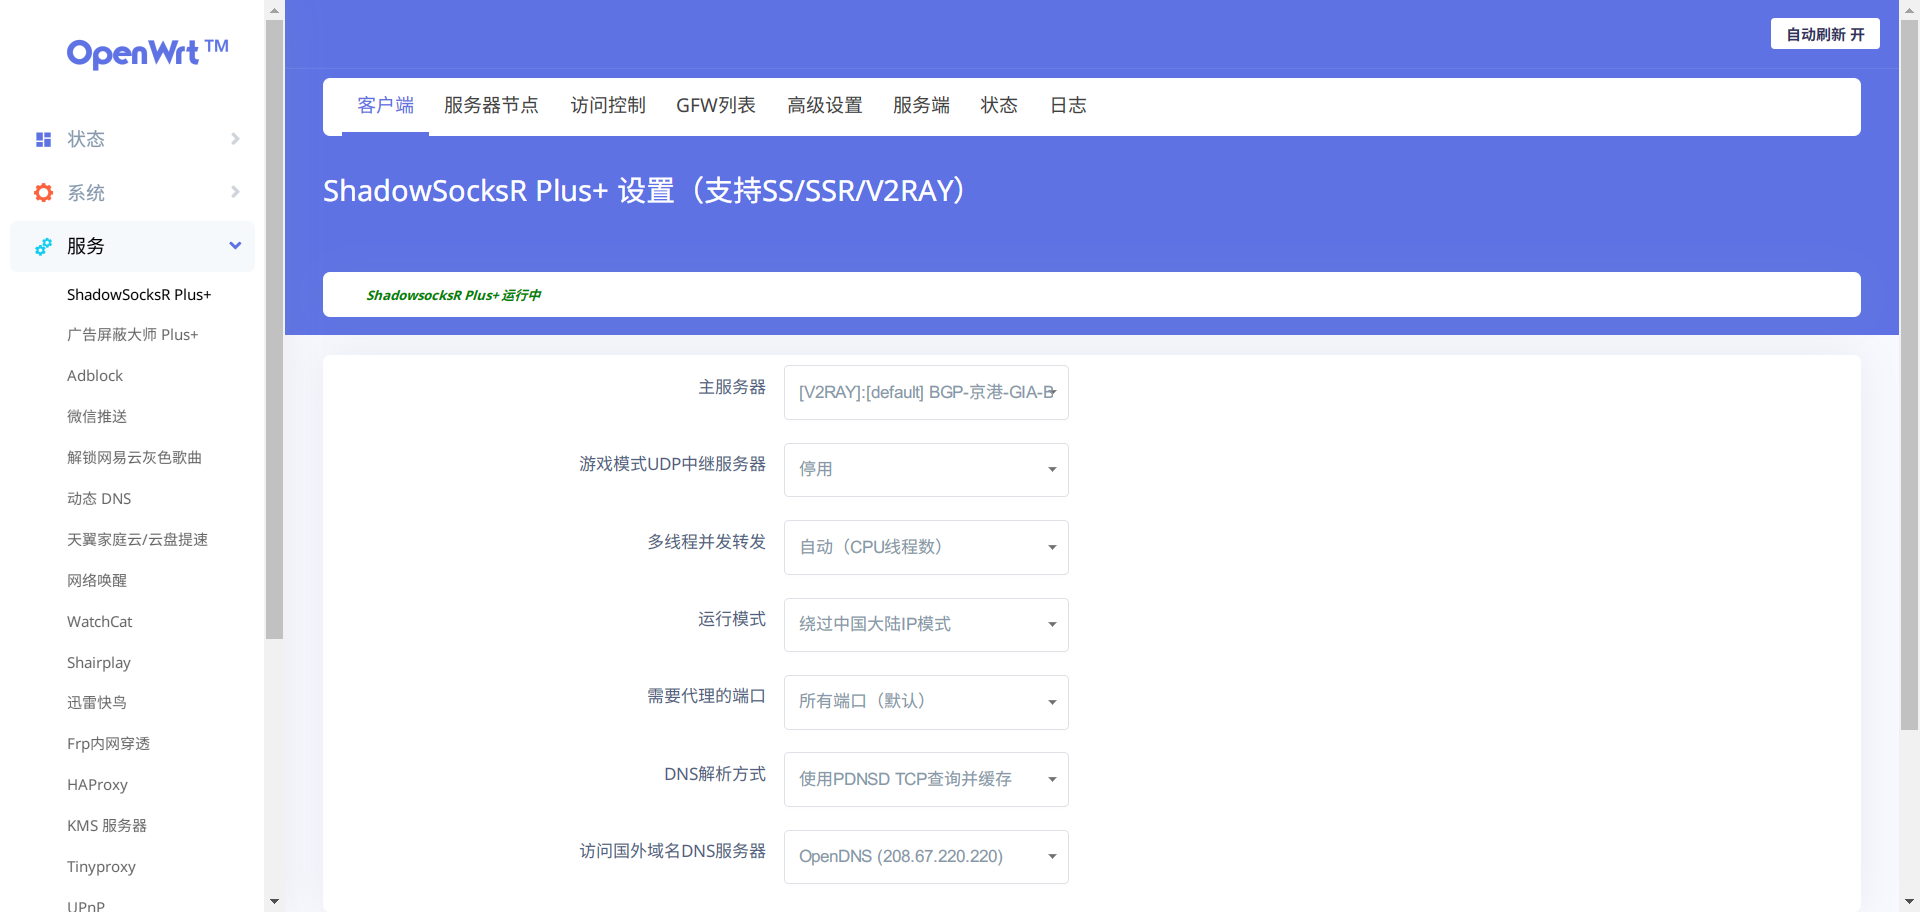 OpenWrt™
状态
系统
服务
ShadowSocksR Plus+
广告屏蔽大师 Plus+
Adblock
微信推送
解锁网易云灰色歌曲
动态 DNS
天翼家庭云/云盘提速
网络唤醒
WatchCat
Shairplay
迅雷快鸟
Frp内网穿透
HAProxy
KMS 服务器
Tinyproxy
UPnP
自动刷新 开
客户端 服务器节点 访问控制 GFW列表 高级设置 服务端 状态 日志
ShadowSocksR Plus+ 设置（支持SS/SSR/V2RAY）
ShadowsocksR Plus+ 运行中
主服务器 [V2RAY]:[default] BGP-京港-GIA-B
游戏模式UDP中继服务器 停用
多线程并发转发 自动（CPU线程数）
运行模式 绕过中国大陆IP模式
需要代理的端口 所有端口（默认）
DNS解析方式 使用PDNSD TCP查询并缓存
访问国外域名DNS服务器 OpenDNS (208.67.220.220)